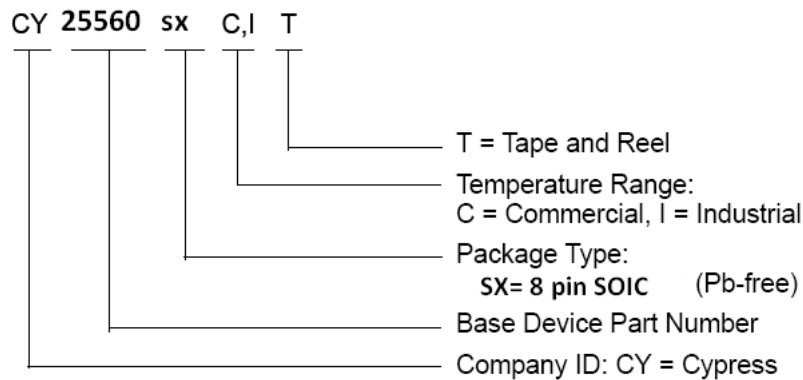 CY 25560 sx C,I T
T = Tape and Reel
Temperature Range:
C = Commercial, I = Industrial
Package Type:
SX= 8 pin SOIC (Pb-free)
Base Device Part Number
Company ID: CY = Cypress